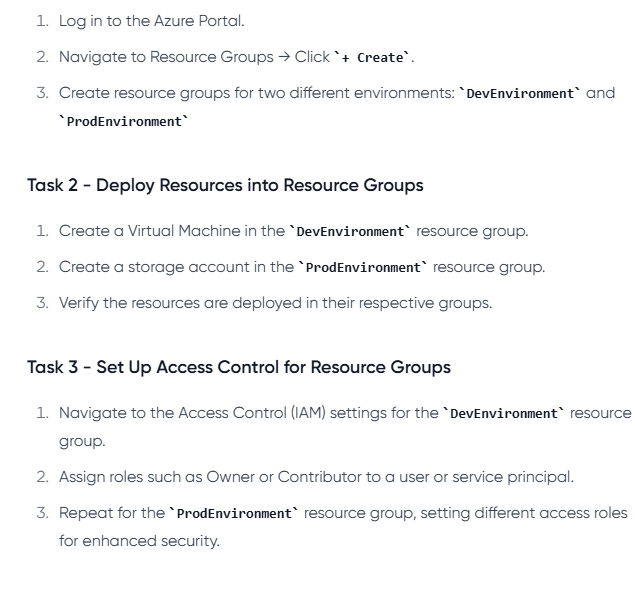 1. Log in to the Azure Portal.
2. Navigate to Resource Groups → Click `+ Create`.
3. Create resource groups for two different environments: `DevEnvironment` and
`ProdEnvironment`
Task 2 - Deploy Resources into Resource Groups
1. Create a Virtual Machine in the `DevEnvironment` resource group.
2. Create a storage account in the `ProdEnvironment` resource group.
3. Verify the resources are deployed in their respective groups.
Task 3 - Set Up Access Control for Resource Groups
1. Navigate to the Access Control (IAM) settings for the `DevEnvironment` resource
group.
2. Assign roles such as Owner or Contributor to a user or service principal.
3. Repeat for the `ProdEnvironment` resource group, setting different access roles
for enhanced security.